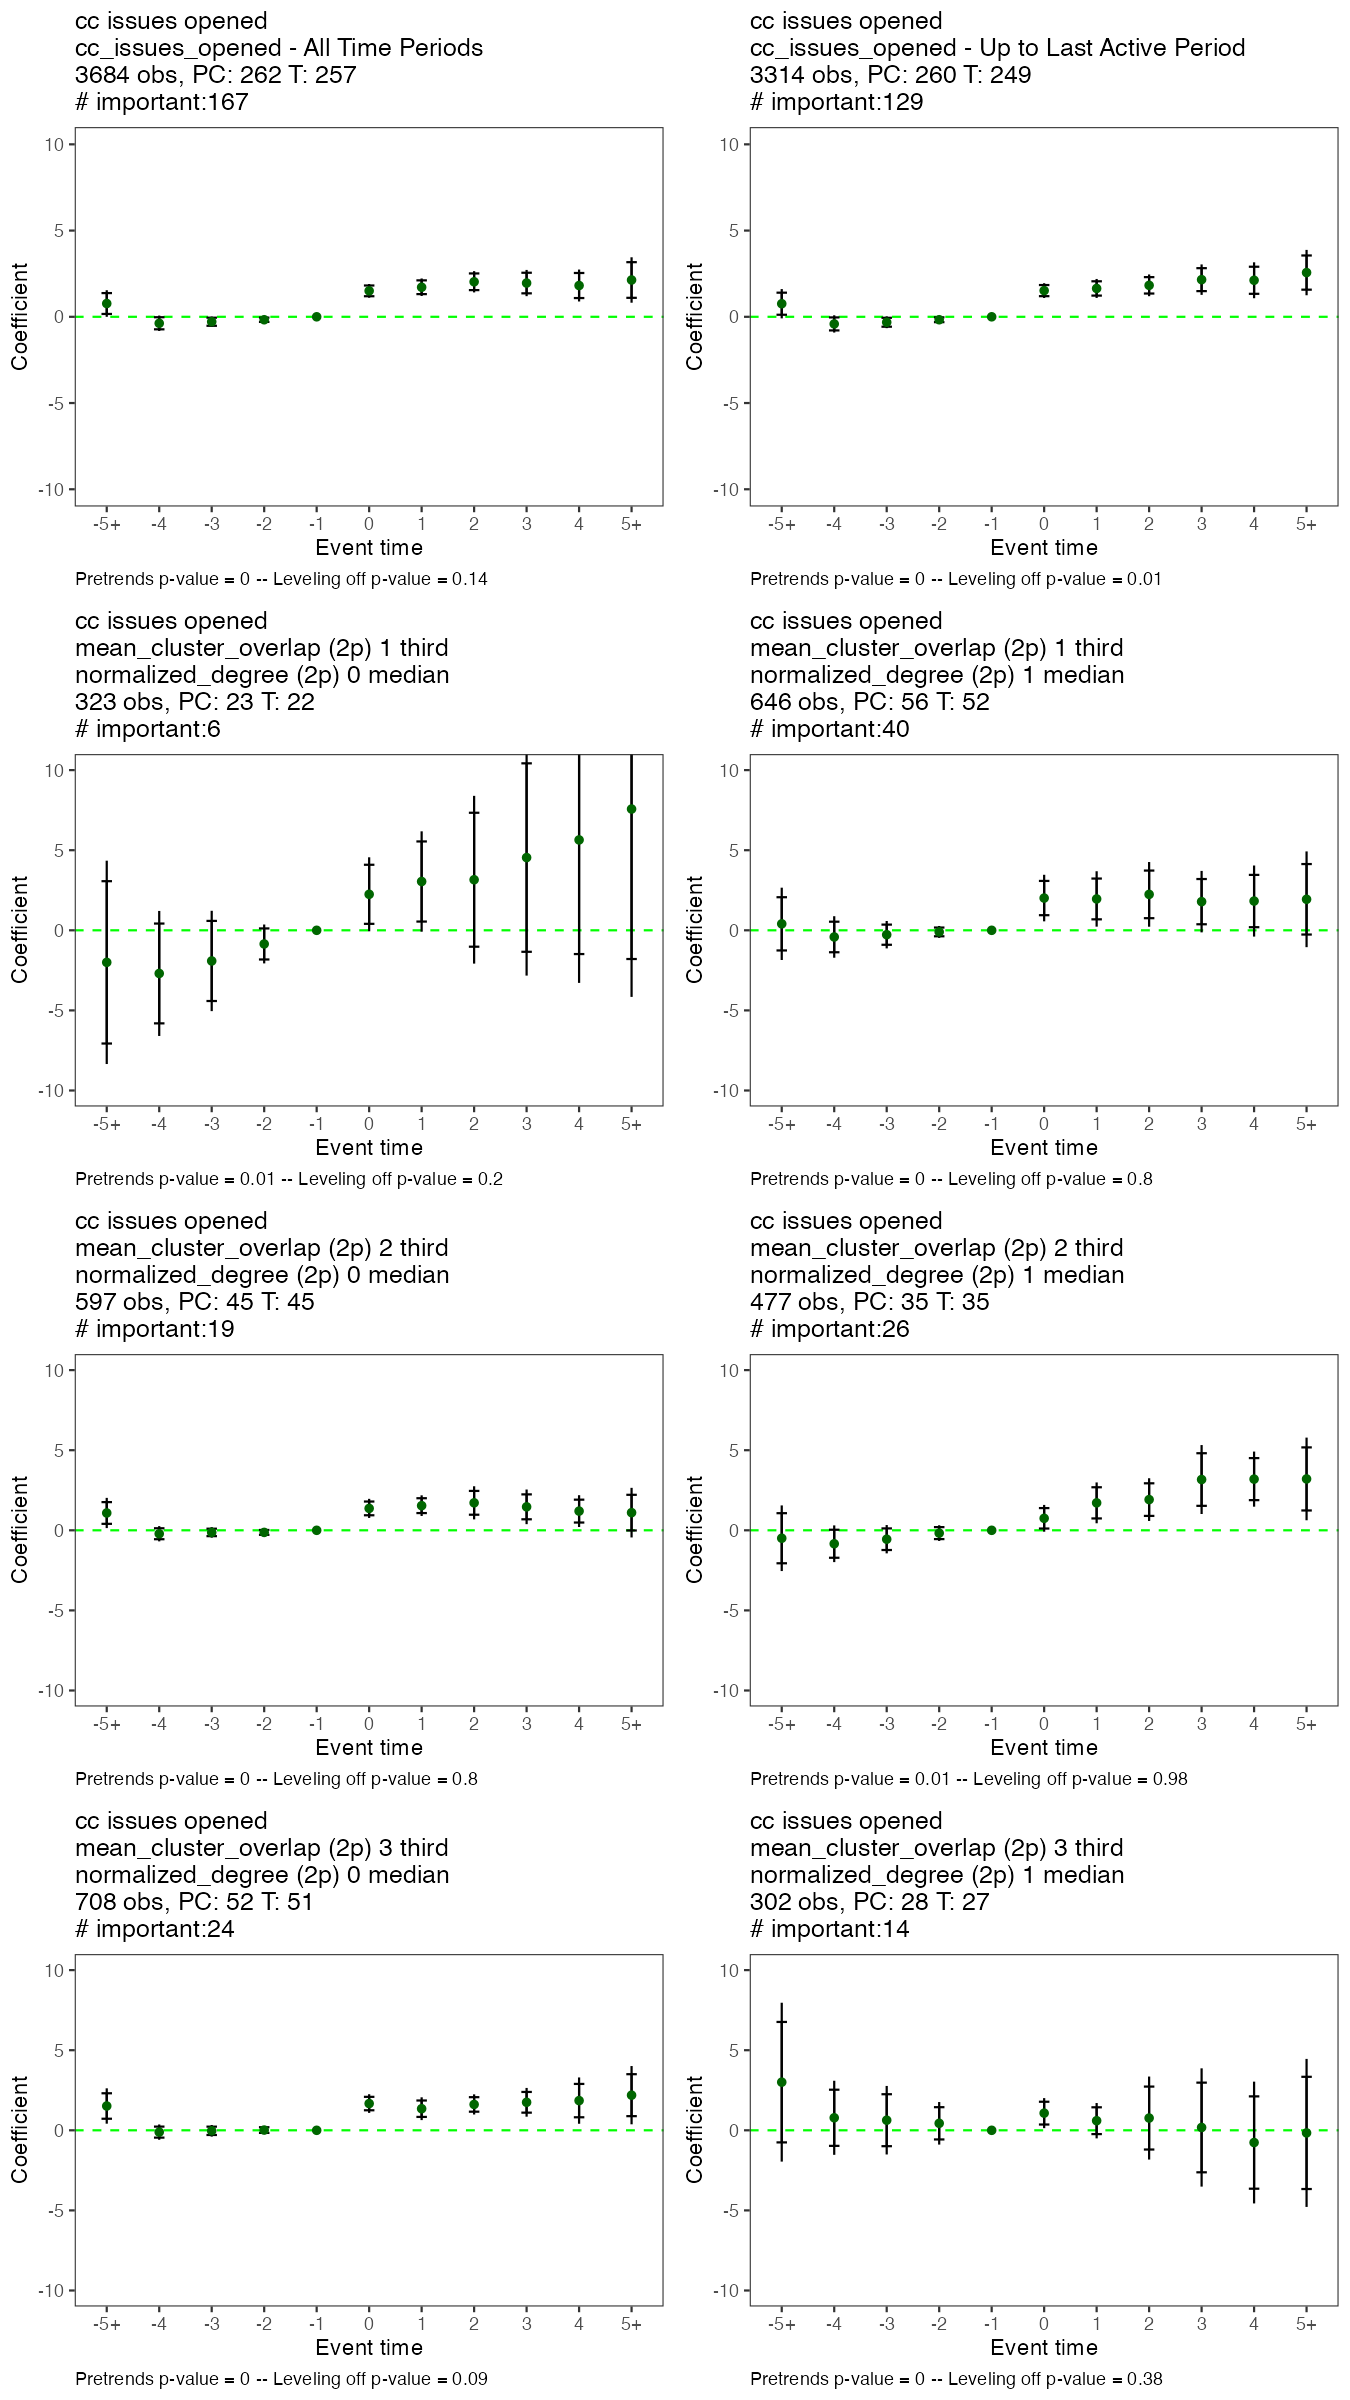 cc issues opened
cc_issues_opened - All Time Periods
3684 obs, PC: 262 T: 257
# important:167
10
5
0
-5
-10
Coefficient
-5+ -4 -3 -2 -1 0 1 2 3 4 5+
Event time
Pretrends p-value = 0 -- Leveling off p-value = 0.14
cc issues opened
cc_issues_opened - Up to Last Active Period
3314 obs, PC: 260 T: 249
# important:129
10
5
0
-5
-10
Coefficient
-5+ -4 -3 -2 -1 0 1 2 3 4 5+
Event time
Pretrends p-value = 0 -- Leveling off p-value = 0.01
cc issues opened
mean_cluster_overlap (2p) 1 third
normalized_degree (2p) 0 median
323 obs, PC: 23 T: 22
# important:6
10
5
0
-5
-10
Coefficient
-5+ -4 -3 -2 -1 0 1 2 3 4 5+
Event time
Pretrends p-value = 0.01 -- Leveling off p-value = 0.2
cc issues opened
mean_cluster_overlap (2p) 1 third
normalized_degree (2p) 1 median
646 obs, PC: 56 T: 52
# important:40
10
5
0
-5
-10
Coefficient
-5+ -4 -3 -2 -1 0 1 2 3 4 5+
Event time
Pretrends p-value = 0 -- Leveling off p-value = 0.8
cc issues opened
mean_cluster_overlap (2p) 2 third
normalized_degree (2p) 0 median
597 obs, PC: 45 T: 45
# important:19
10
5
0
-5
-10
Coefficient
-5+ -4 -3 -2 -1 0 1 2 3 4 5+
Event time
Pretrends p-value = 0 -- Leveling off p-value = 0.8
cc issues opened
mean_cluster_overlap (2p) 2 third
normalized_degree (2p) 1 median
477 obs, PC: 35 T: 35
# important:26
10
5
0
-5
-10
Coefficient
-5+ -4 -3 -2 -1 0 1 2 3 4 5+
Event time
Pretrends p-value = 0.01 -- Leveling off p-value = 0.98
cc issues opened
mean_cluster_overlap (2p) 3 third
normalized_degree (2p) 0 median
708 obs, PC: 52 T: 51
# important:24
10
5
0
-5
-10
Coefficient
-5+ -4 -3 -2 -1 0 1 2 3 4 5+
Event time
Pretrends p-value = 0 -- Leveling off p-value = 0.09
cc issues opened
mean_cluster_overlap (2p) 3 third
normalized_degree (2p) 1 median
302 obs, PC: 28 T: 27
# important:14
10
5
0
-5
-10
Coefficient
-5+ -4 -3 -2 -1 0 1 2 3 4 5+
Event time
Pretrends p-value = 0 -- Leveling off p-value = 0.38